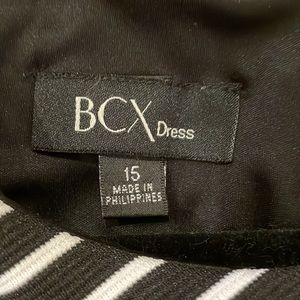 BCX Dress
15
MADE IN
PHILIPPINES